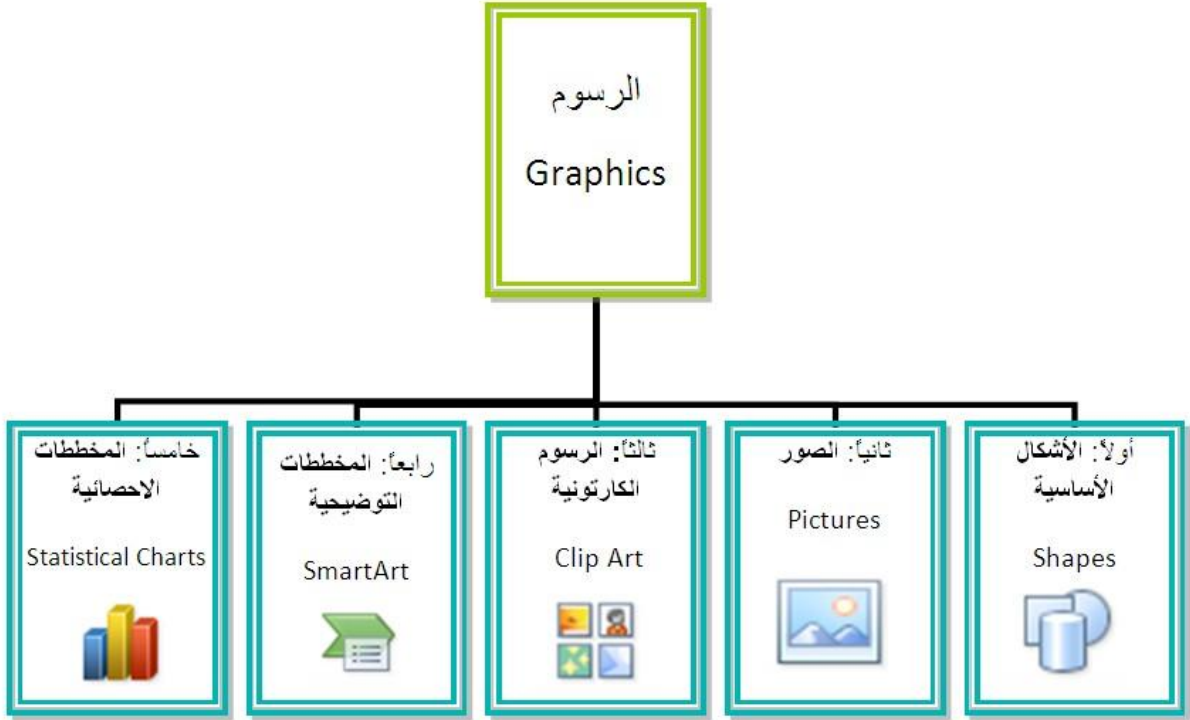 الرسوم
Graphics
أولاً: الأشكال
الأساسية
Shapes
ثانياً: الصور
Pictures
ثالثاً: الرسوم
الكارتونية
Clip Art
رابعاً: المخططات
التوضيحية
SmartArt
خامساً: المخططات
الاحصائية
Statistical Charts